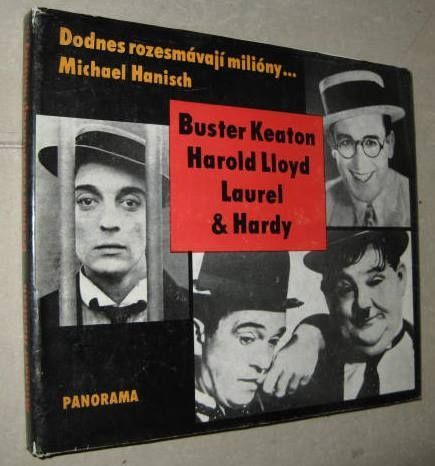 Dodnes rozesmávají milióny...
Michael Hanisch
Buster Keaton
Harold Lloyd
Laurel
& Hardy
PANORAMA